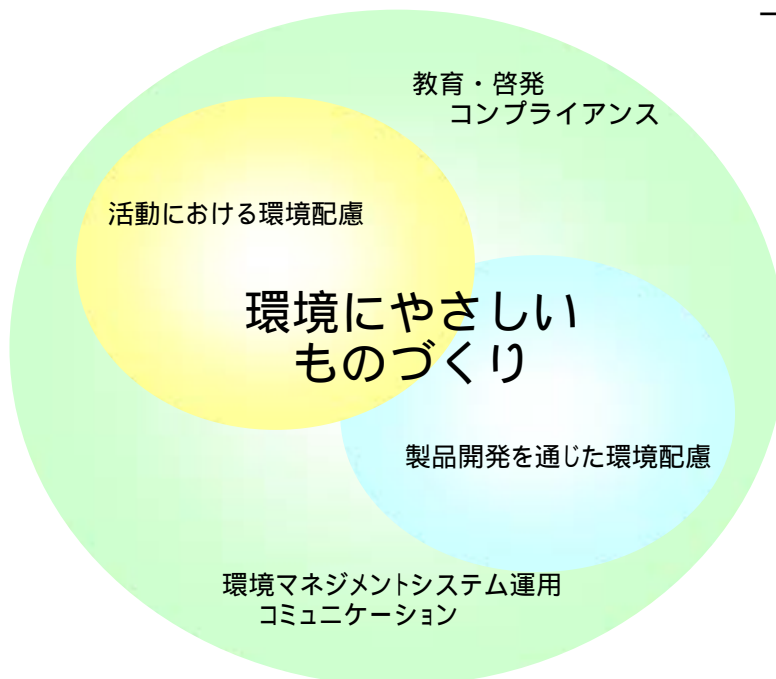 教育・啓発
コンプライアンス
活動における環境配慮
環境にやさしい
ものづくり
製品開発を通じた環境配慮
環境マネジメントシステム運用
コミュニケーション